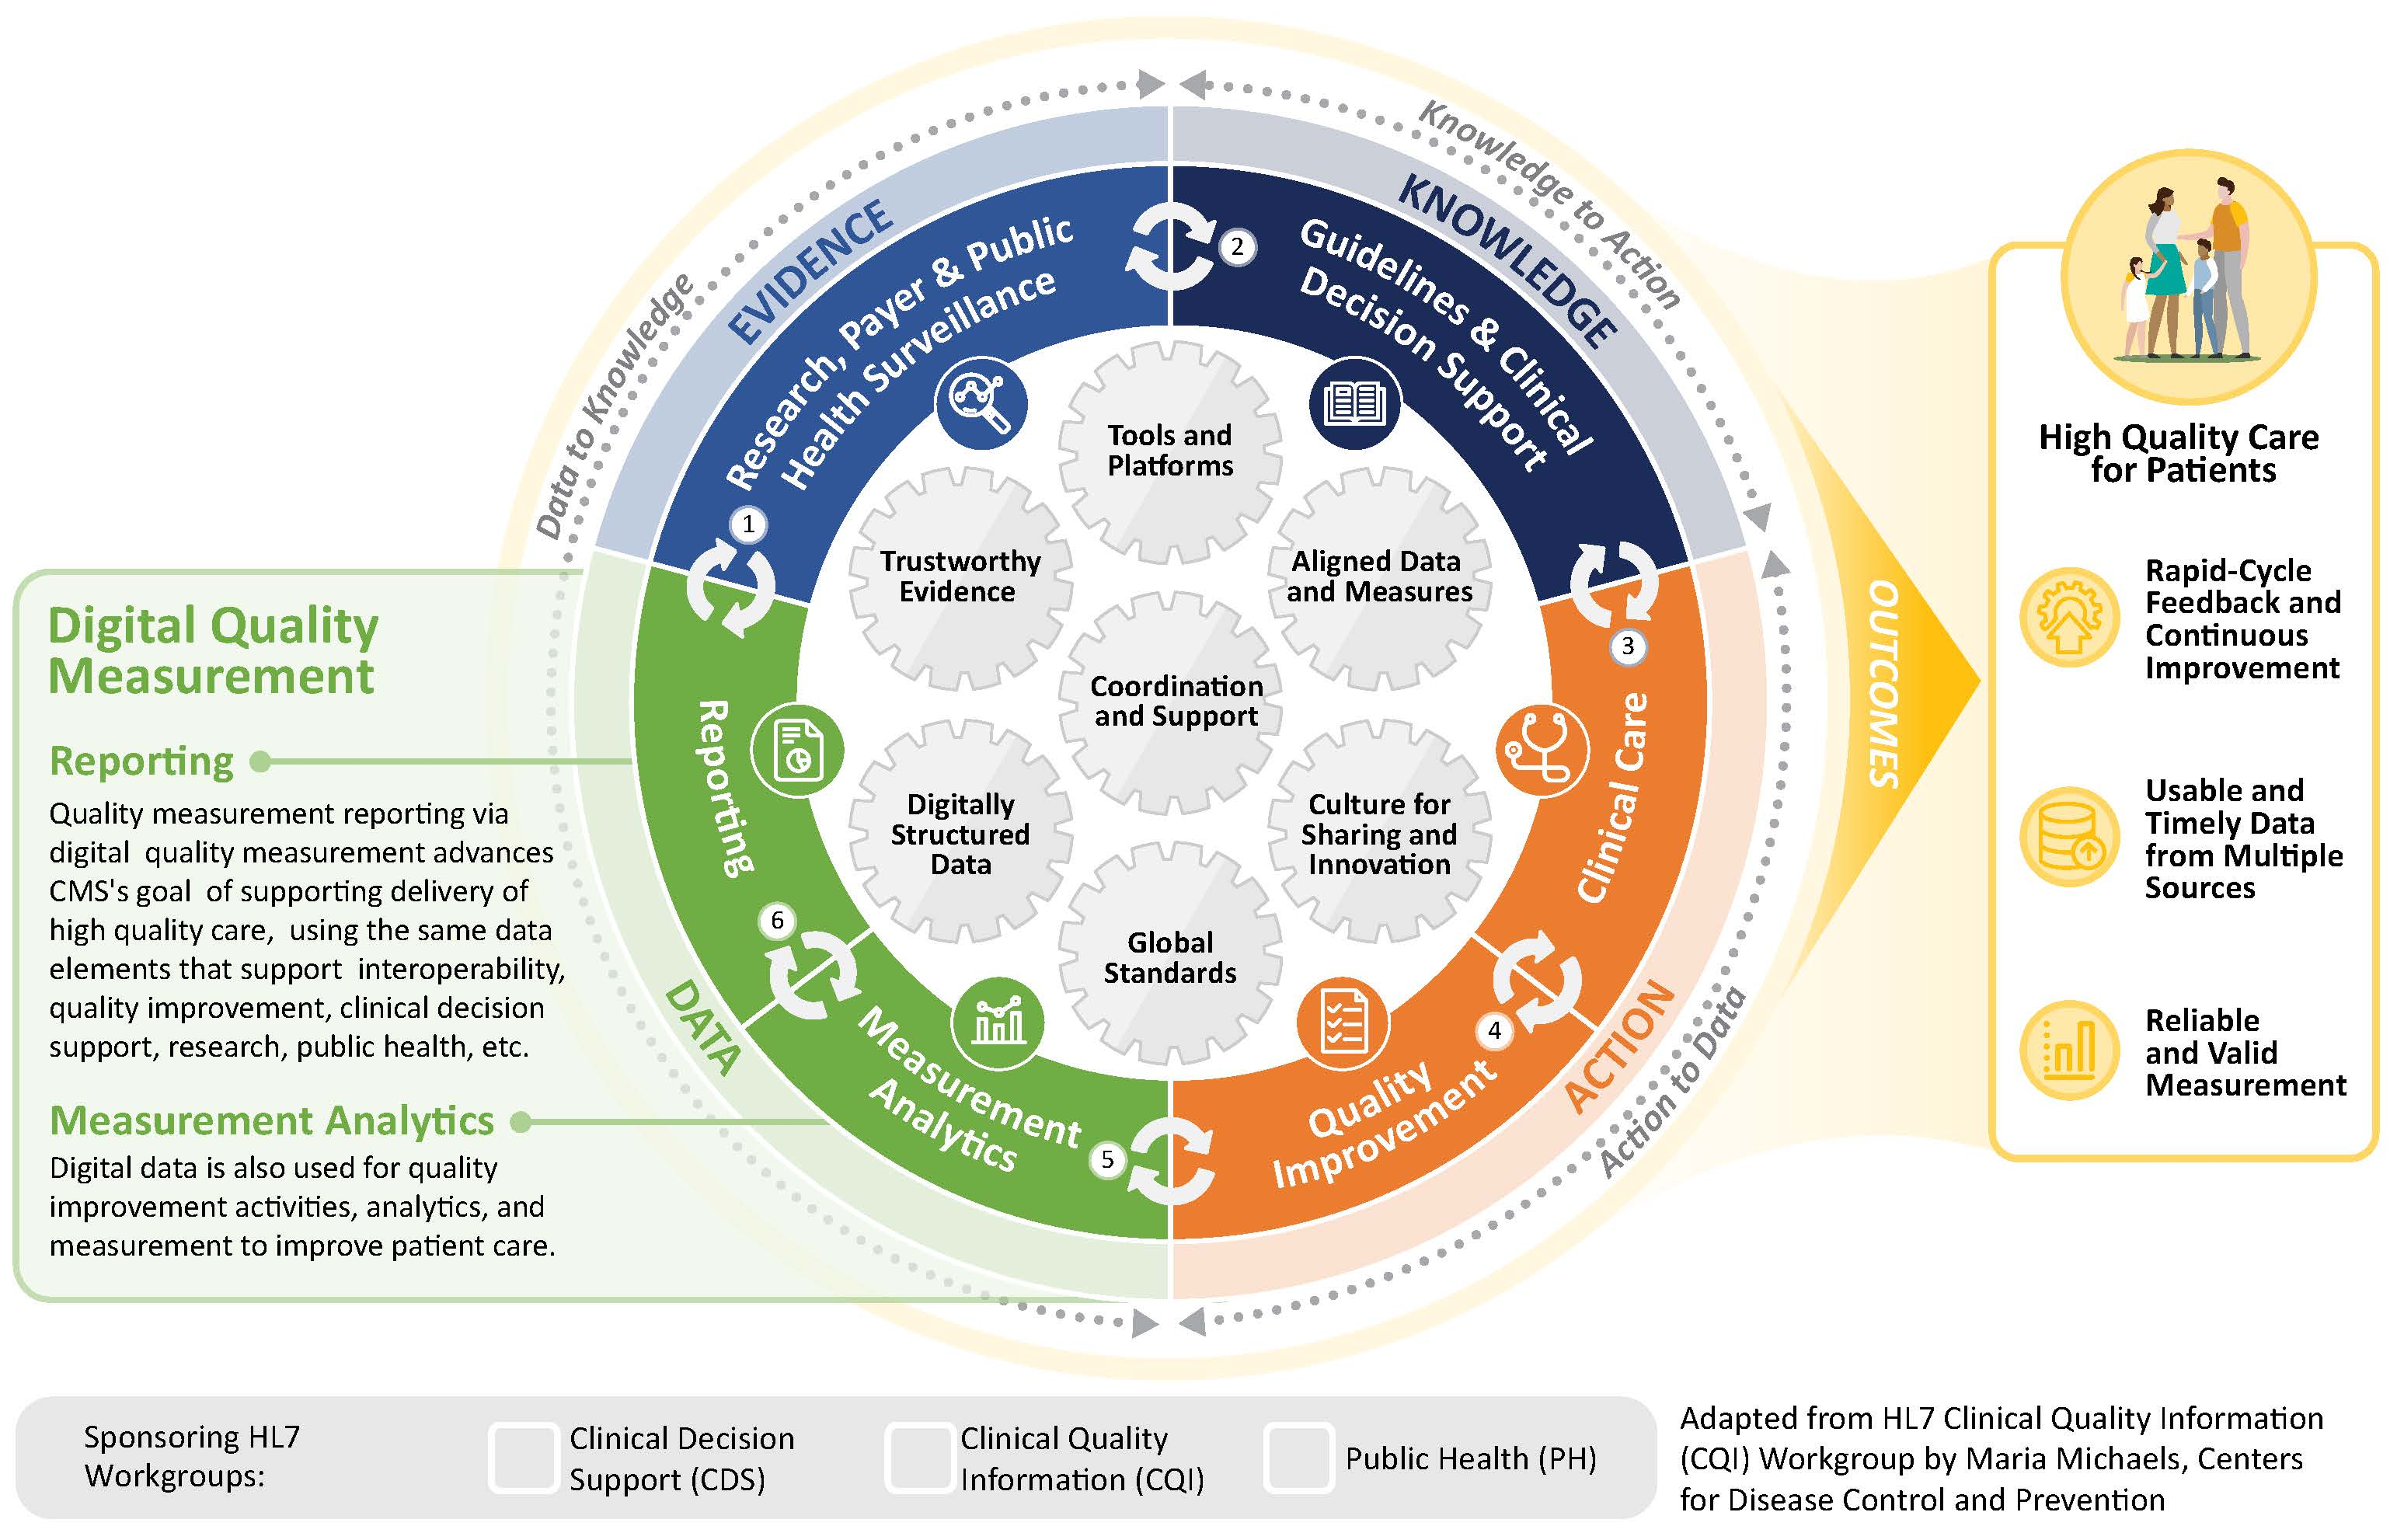 Data to Knowledge
Knowledge to Action
EVIDENCE
KNOWLEDGE
Research, Payer & Public
Health Surveillance
2
Guidelines & Clinical
Decision Support
1
3
Tools and
Platforms
Trustworthy
Evidence
Aligned Data
and Measures
Coordination
and Support
Digitally
Structured
Data
Culture for
Sharing and
Innovation
Global
Standards
Reporting
Clinical Care
6
4
5
Measurement
Analytics
Quality
Improvement
DATA
ACTION
Action to Data
OUTCOMES
Digital Quality
Measurement
Reporting
Quality measurement reporting via
digital quality measurement advances
CMS's goal of supporting delivery of
high quality care, using the same data
elements that support interoperability,
quality improvement, clinical decision
support, research, public health, etc.
Measurement Analytics
Digital data is also used for quality
improvement activities, analytics, and
measurement to improve patient care.
High Quality Care
for Patients
Rapid-Cycle
Feedback and
Continuous
Improvement
Usable and
Timely Data
from Multiple
Sources
Reliable
and Valid
Measurement
Sponsoring HL7
Workgroups:
Clinical Decision
Support (CDS)
Clinical Quality
Information (CQI)
Public Health (PH)
Adapted from HL7 Clinical Quality Information
(CQI) Workgroup by Maria Michaels, Centers
for Disease Control and Prevention